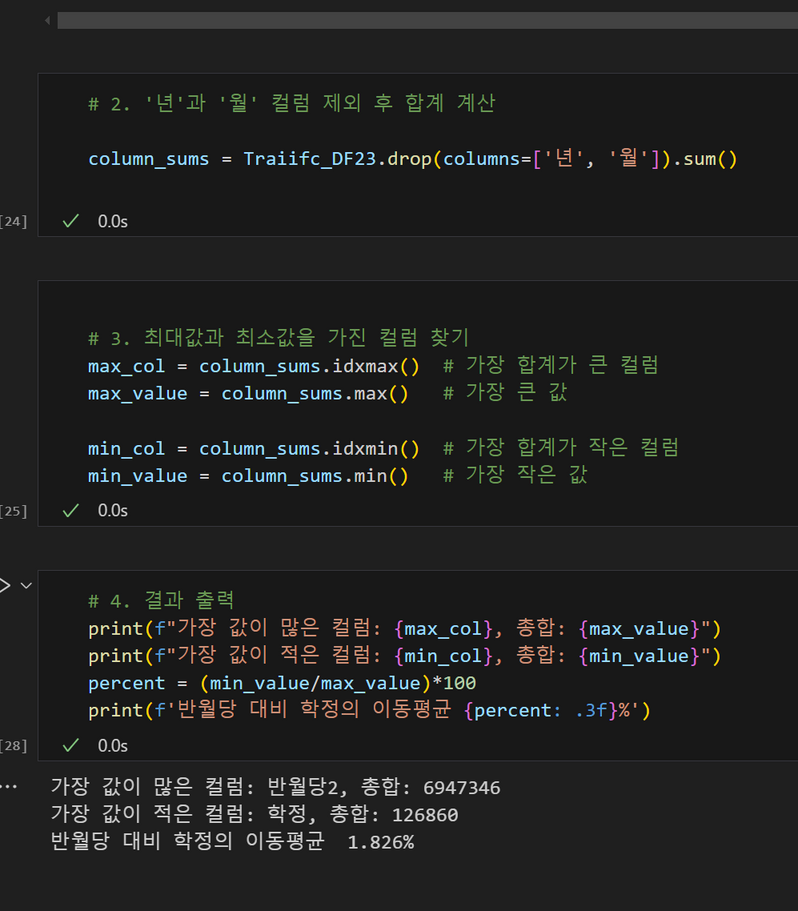 # 2. '년'과 '월' 컬럼 제외 후 합계 계산
column_sums = Traiifc_DF23.drop(columns=['년', '월']).sum()
[24]
0.0s
# 3. 최대값과 최소값을 가진 컬럼 찾기
max_col = column_sums.idxmax()  # 가장 합계가 큰 컬럼
max_value = column_sums.max()   # 가장 큰 값
min_col = column_sums.idxmin()  # 가장 합계가 작은 컬럼
min_value = column_sums.min()   # 가장 작은 값
[25]
0.0s
# 4. 결과 출력
print(f"가장 값이 많은 컬럼: {max_col}, 총합: {max_value}")
print(f"가장 값이 적은 컬럼: {min_col}, 총합: {min_value}")
percent = (min_value/max_value)*100
print(f'반월당 대비 학정의 이동평균 {percent: .3f}%')
[28]
0.0s
가장 값이 많은 컬럼: 반월당2, 총합: 6947346
가장 값이 적은 컬럼: 학정, 총합: 126860
반월당 대비 학정의 이동평균  1.826%